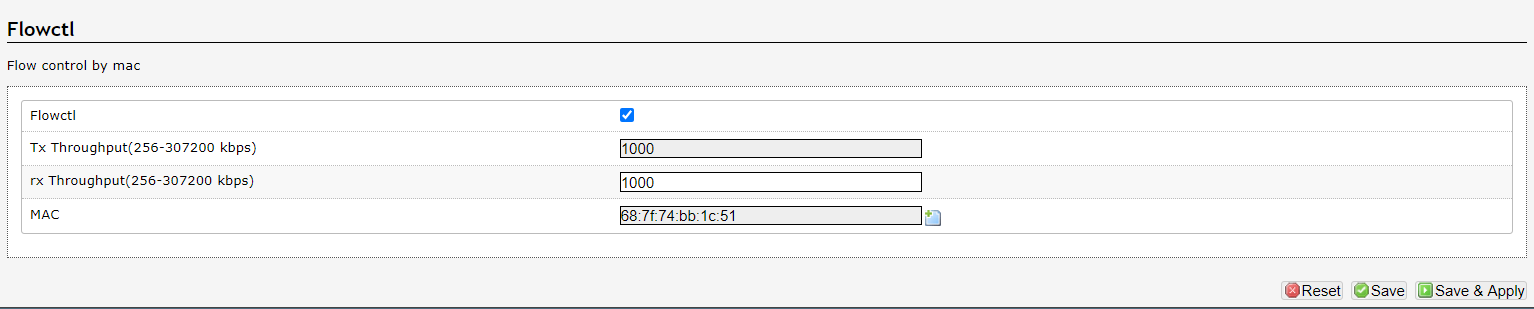 Flowctl
Flow control by mac
Flowctl
Tx Throughput(256-307200 kbps) 1000
rx Throughput(256-307200 kbps) 1000
MAC 68:7f:74:bb:1c:51
Reset Save Save & Apply